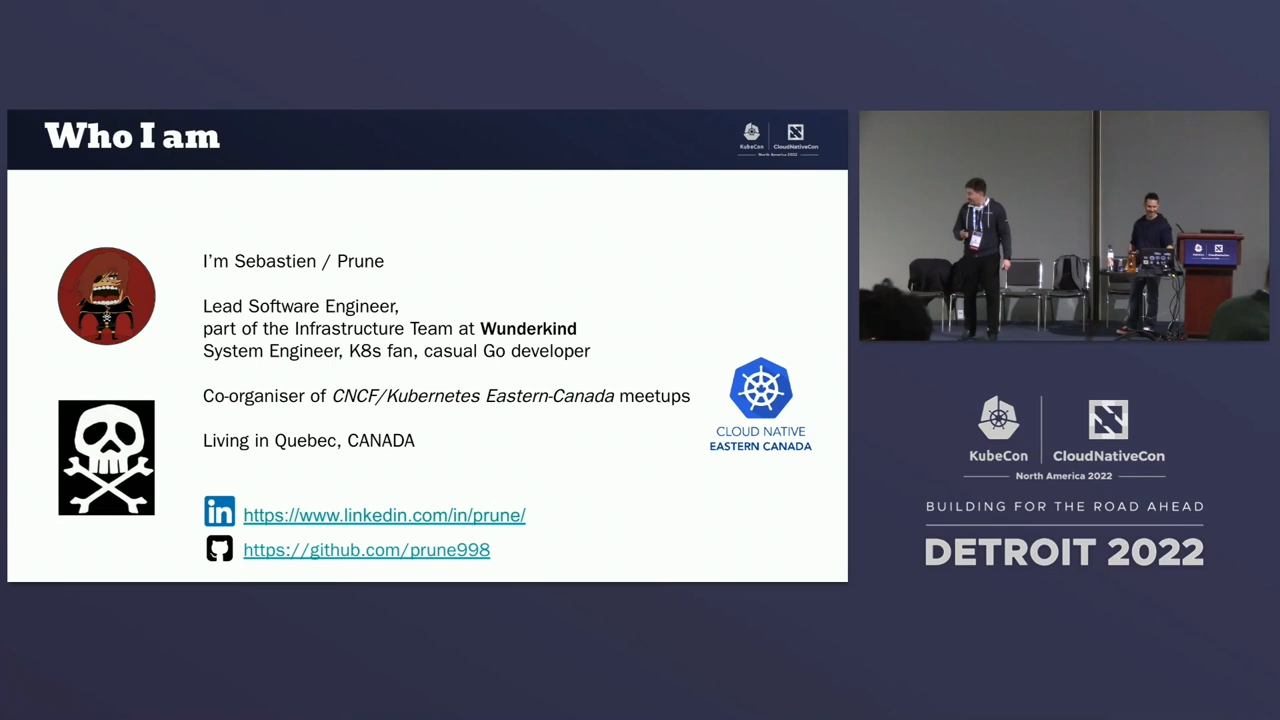 Who I am
KubeCon
CloudNativeCon
North America 2022
I'm Sebastien / Prune
Lead Software Engineer,
part of the Infrastructure Team at Wunderkind
System Engineer, K8s fan, casual Go developer
Co-organiser of CNCF/Kubernetes Eastern-Canada meetups
Living in Quebec, CANADA
CLOUD NATIVE
EASTERN CANADA
in
https://www.linkedin.com/in/prune/
https://github.com/prune998
KubeCon
CloudNativeCon
North America 2022
BUILDING FOR THE ROAD AHEAD
DETROIT 2022